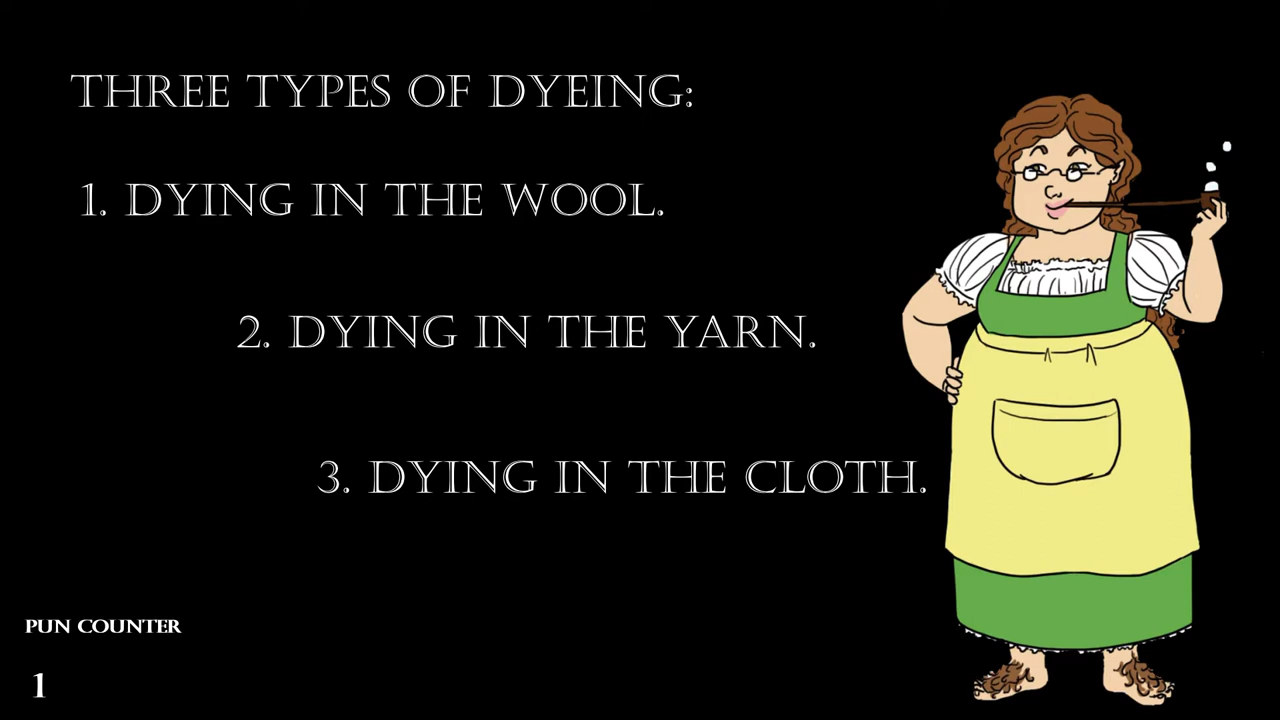 THREE TYPES OF DYEING:
1. DYING IN THE WOOL.
2. DYING IN THE YARN.
3. DYING IN THE CLOTH.
PUN COUNTER
1